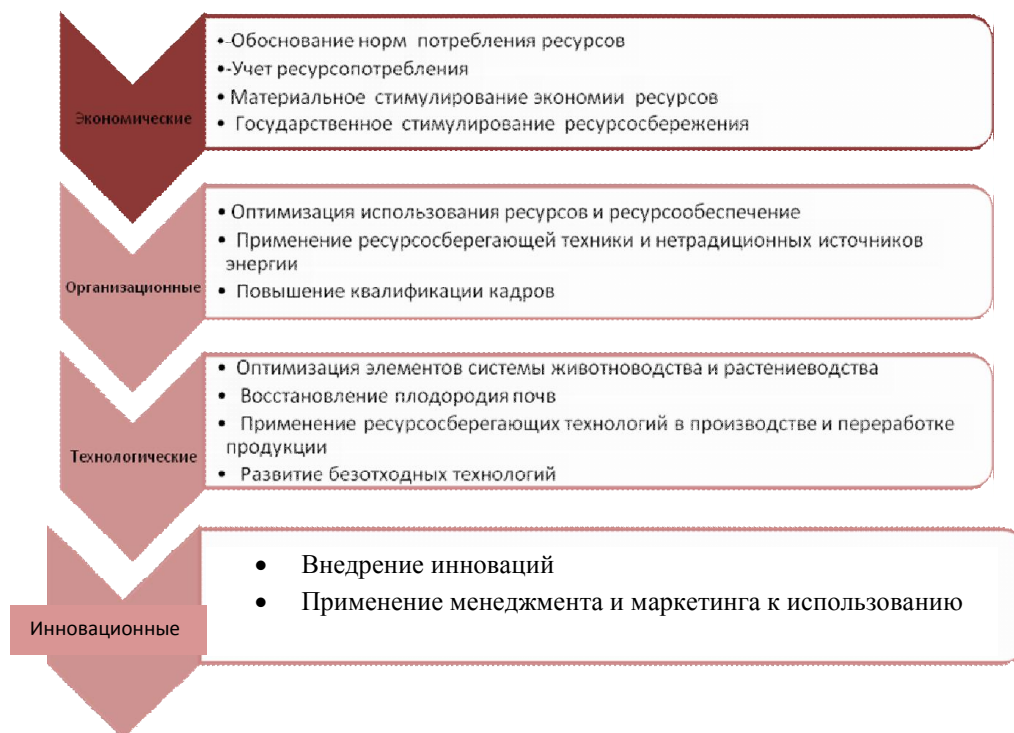 Экономические
•-Обоснование норм потребления ресурсов
•-Учет ресурсопотребления
• Материальное стимулирование экономии ресурсов
• Государственное стимулирование ресурсосбережения
Организационные
• Оптимизация использования ресурсов и ресурсообеспечение
• Применение ресурсосберегающей техники и нетрадиционных источников
энергии
• Повышение квалификации кадров
Технологические
• Оптимизация элементов системы животноводства и растениеводства
• Восстановление плодородия почв
• Применение ресурсосберегающих технологий в производстве и переработке
продукции
• Развитие безотходных технологий
Инновационные
• Внедрение инноваций
• Применение менеджмента и маркетинга к использованию